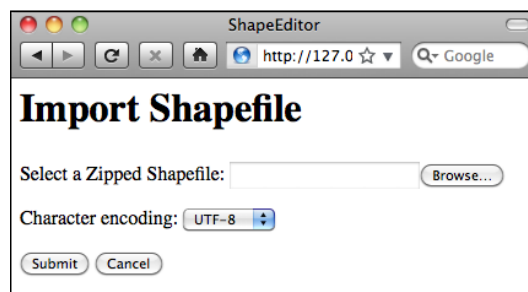 ShapeEditor
http://127.0 Google
Import Shapefile
Select a Zipped Shapefile: Browse...
Character encoding: UTF-8
Submit Cancel